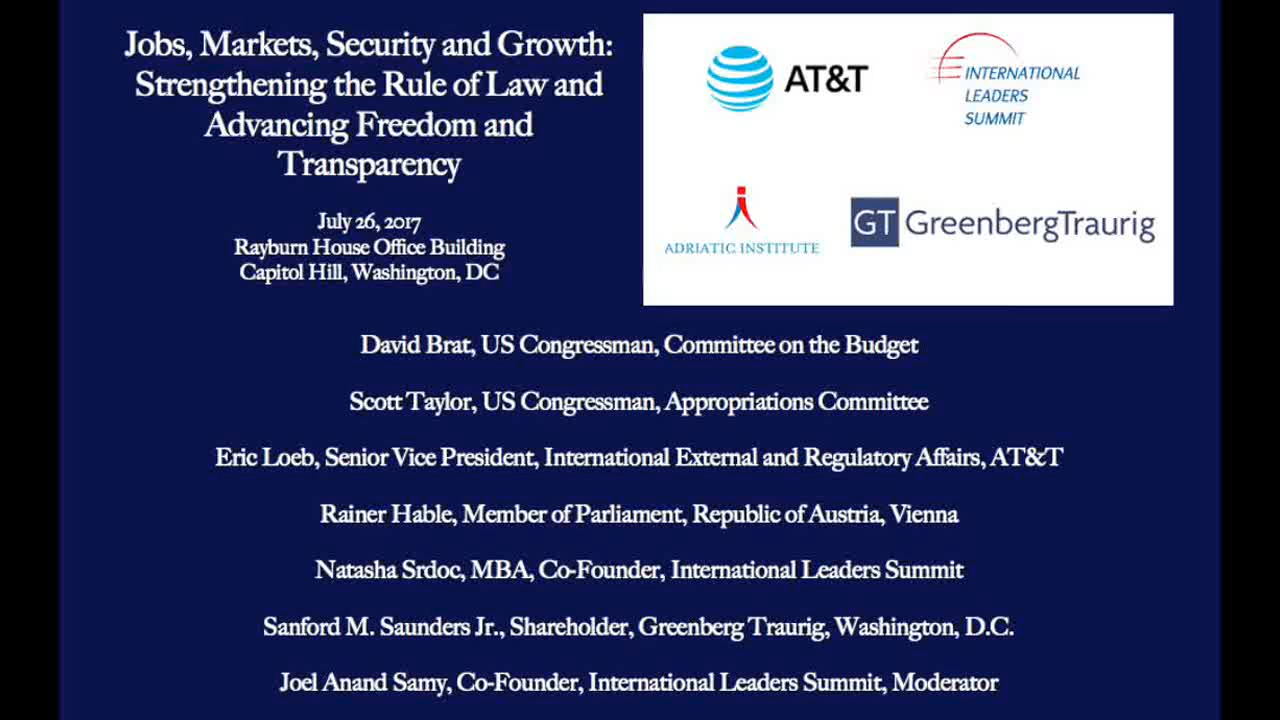 Jobs, Markets, Security and Growth:
Strengthening the Rule of Law and
Advancing Freedom and
Transparency
July 26, 2017
Rayburn House Office Building
Capitol Hill, Washington, DC
AT&T
INTERNATIONAL
LEADERS
SUMMIT
ADRIATIC INSTITUTE
GT GreenbergTraurig
David Brat, US Congressman, Committee on the Budget
Scott Taylor, US Congressman, Appropriations Committee
Eric Loeb, Senior Vice President, International External and Regulatory Affairs, AT&T
Rainer Hable, Member of Parliament, Republic of Austria, Vienna
Natasha Srdoc, MBA, Co-Founder, International Leaders Summit
Sanford M. Saunders Jr., Shareholder, Greenberg Traurig, Washington, D.C.
Joel Anand Samy, Co-Founder, International Leaders Summit, Moderator